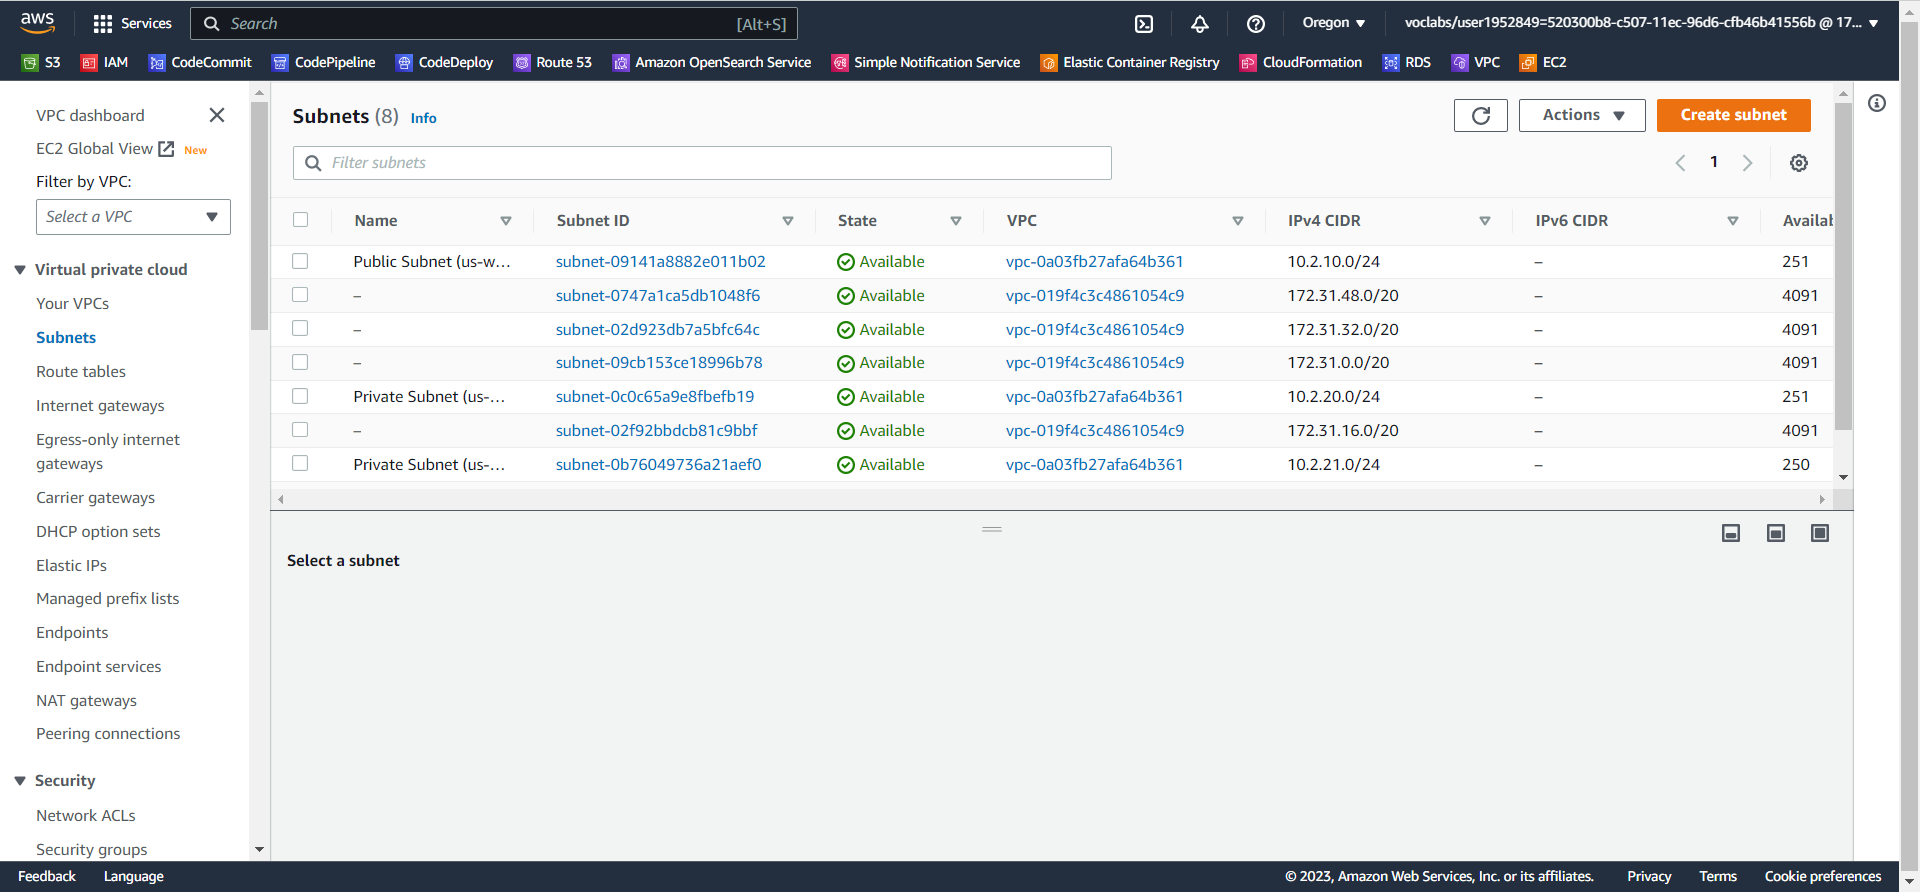 aws
Services
Search
[Alt+S]
Oregon
voclabs/user1952849=520300b8-c507-11ec-96d6-cfb46b41556b @ 17...
S3 IAM CodeCommit CodePipeline CodeDeploy Route 53 Amazon OpenSearch Service Simple Notification Service Elastic Container Registry CloudFormation RDS VPC EC2
VPC dashboard
EC2 Global View New
Filter by VPC:
Select a VPC
Virtual private cloud
Your VPCs
Subnets
Route tables
Internet gateways
Egress-only internet
gateways
Carrier gateways
DHCP option sets
Elastic IPs
Managed prefix lists
Endpoints
Endpoint services
NAT gateways
Peering connections
Security
Network ACLs
Security groups
Subnets (8) Info
Actions
Create subnet
Filter subnets
1
Name Subnet ID State VPC IPv4 CIDR IPv6 CIDR Availab
Public Subnet (us-w... subnet-09141a8882e011b02 Available vpc-0a03fb27afa64b361 10.2.10.0/24 – 251
– subnet-0747a1ca5db1048f6 Available vpc-019f4c3c4861054c9 172.31.48.0/20 – 4091
– subnet-02d923db7a5bfc64c Available vpc-019f4c3c4861054c9 172.31.32.0/20 – 4091
– subnet-09cb153ce18996b78 Available vpc-019f4c3c4861054c9 172.31.0.0/20 – 4091
Private Subnet (us-... subnet-0c0c65a9e8fbefb19 Available vpc-0a03fb27afa64b361 10.2.20.0/24 – 251
– subnet-02f92bbdcb81c9bbf Available vpc-019f4c3c4861054c9 172.31.16.0/20 – 4091
Private Subnet (us-... subnet-0b76049736a21aef0 Available vpc-0a03fb27afa64b361 10.2.21.0/24 – 250
Select a subnet
Feedback Language © 2023, Amazon Web Services, Inc. or its affiliates. Privacy Terms Cookie preferences